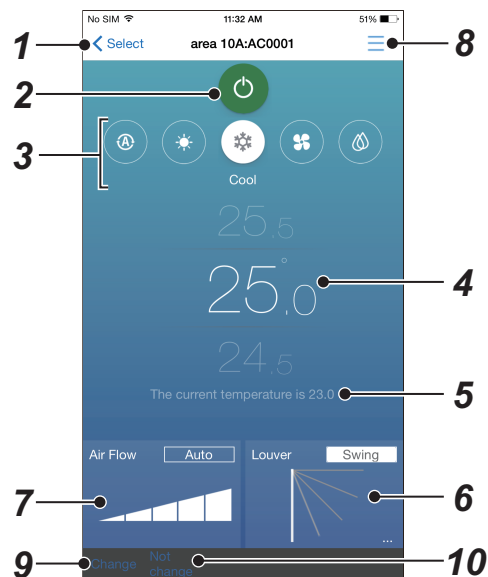 No SIM 11:32 AM 51%
1 Select area 10A:AC0001 8
2
3 A
Cool
25.5
25.0° 4
24.5
The current temperature is 23.0 5
Air Flow Auto Louver Swing
7 6
...
9 Change Not change 10